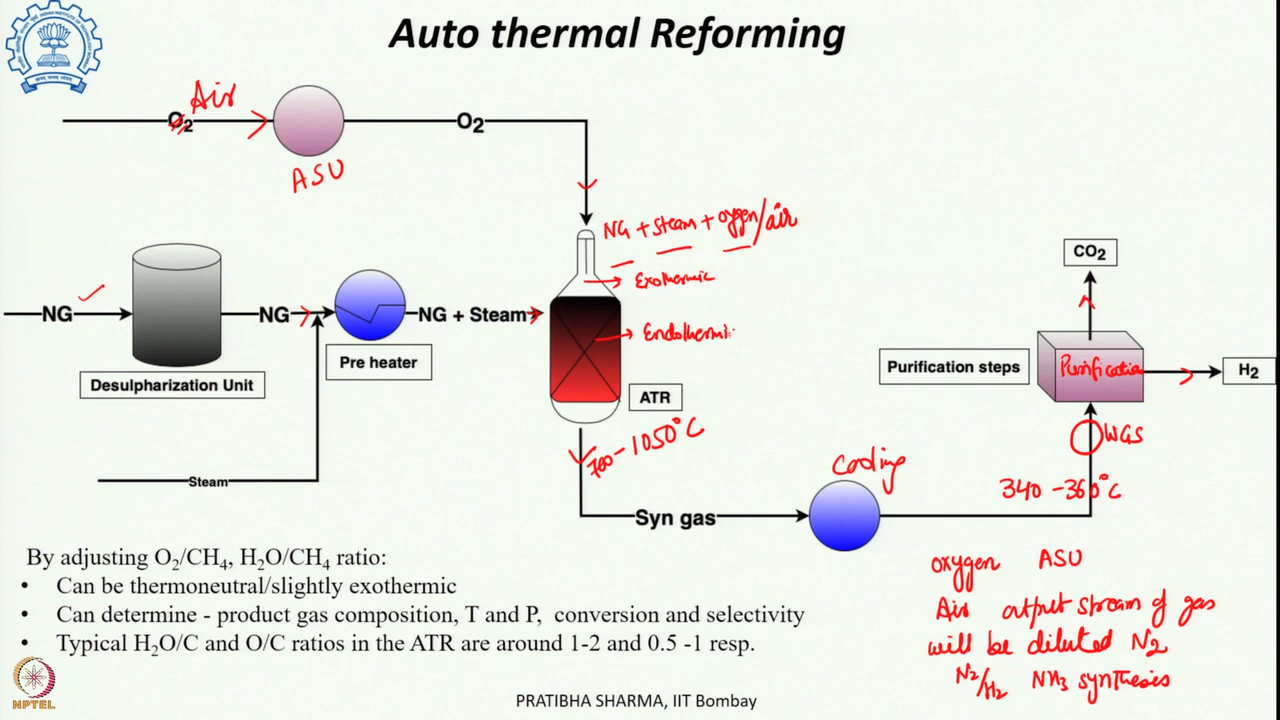 Auto thermal Reforming
O2 Air
ASU
O2
NG + steam + oxygen/air
Exothermic
Endothermic
NG
NG
NG + Steam
Desulpharization Unit
Pre heater
Steam
ATR
700 - 1050°C
Syn gas
Cooling
340 - 360°C
WGS
Purification steps
Purification
CO2
H2
By adjusting O2/CH4, H2O/CH4 ratio:
• Can be thermoneutral/slightly exothermic
• Can determine - product gas composition, T and P, conversion and selectivity
• Typical H2O/C and O/C ratios in the ATR are around 1-2 and 0.5 -1 resp.
oxygen ASU
Air output stream of gas
will be diluted N2
N2/H2 NH3 synthesis
NPTEL
PRATIBHA SHARMA, IIT Bombay